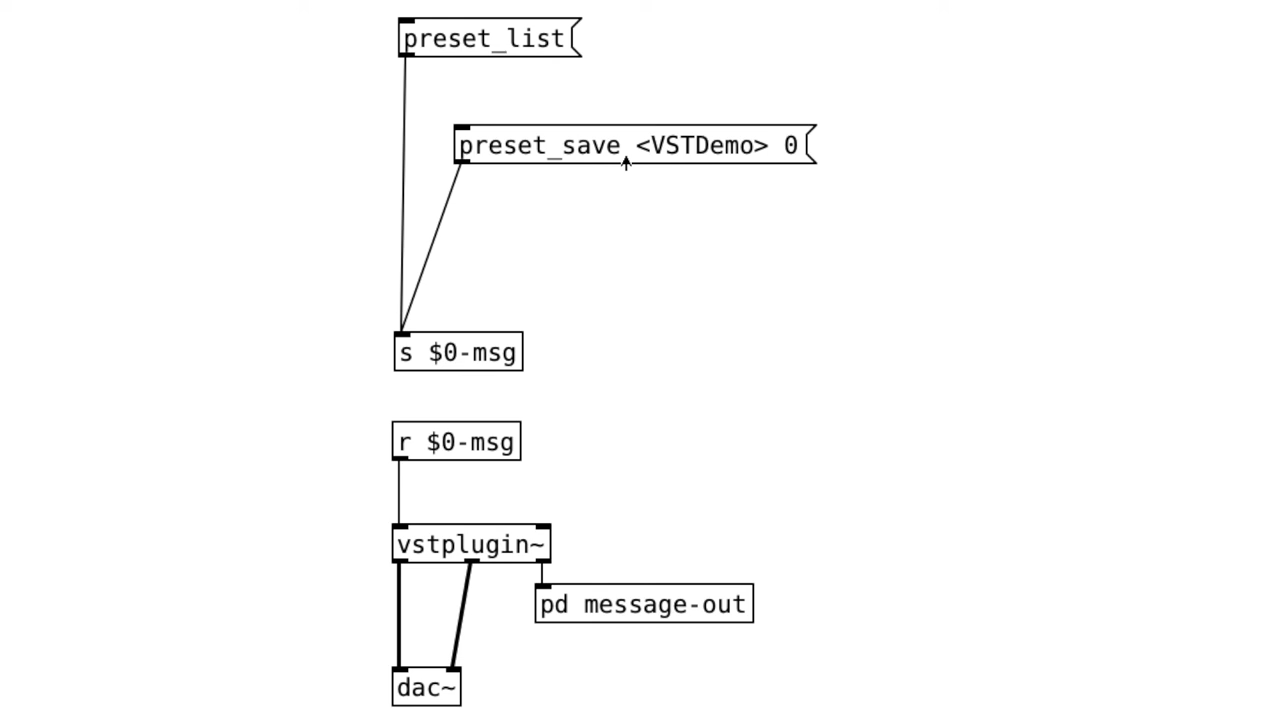 preset_list
preset_save <VSTDemo> 0
s $0-msg
r $0-msg
vstplugin~
pd message-out
dac~